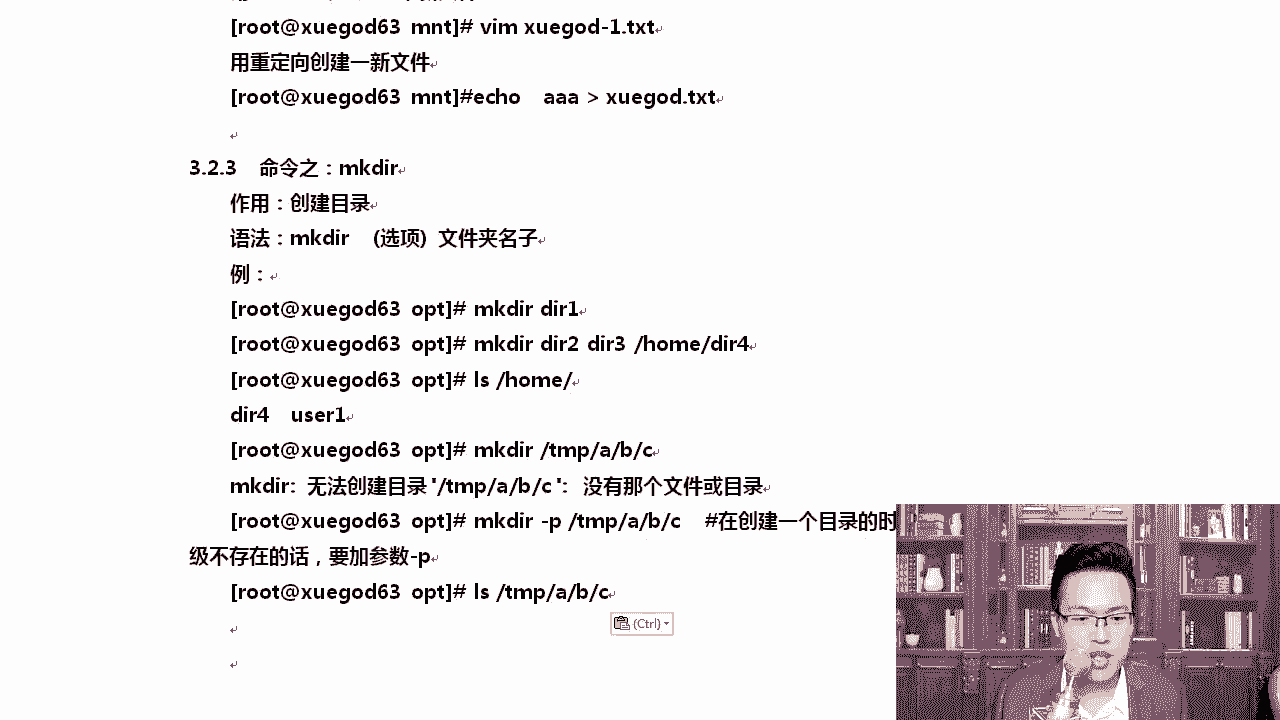 [root@xuegod63 mnt]# vim xuegod-1.txt
用重定向创建一新文件
[root@xuegod63 mnt]#echo aaa > xuegod.txt
3.2.3 命令之：mkdir
作用：创建目录
语法：mkdir (选项) 文件夹名子
例：
[root@xuegod63 opt]# mkdir dir1
[root@xuegod63 opt]# mkdir dir2 dir3 /home/dir4
[root@xuegod63 opt]# ls /home/
dir4 user1
[root@xuegod63 opt]# mkdir /tmp/a/b/c
mkdir: 无法创建目录 '/tmp/a/b/c ': 没有那个文件或目录
[root@xuegod63 opt]# mkdir -p /tmp/a/b/c #在创建一个目录的时
级不存在的话，要加参数-p
[root@xuegod63 opt]# ls /tmp/a/b/c
(Ctrl)